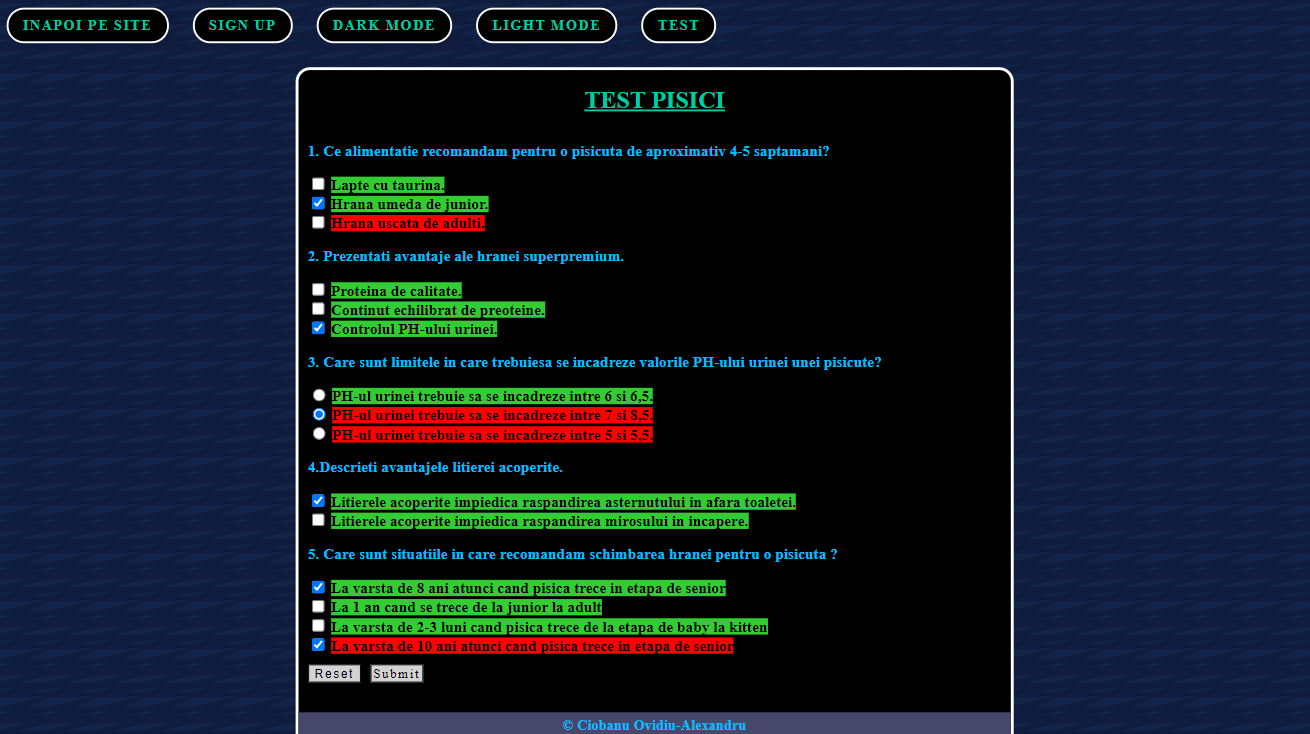 INAPOI PE SITE SIGN UP DARK MODE LIGHT MODE TEST
TEST PISICI
1. Ce alimentatie recomandam pentru o pisicuta de aproximativ 4-5 saptamani?
Lapte cu taurina.
Hrana umeda de junior.
Hrana uscata de adulti.
2. Prezentati avantaje ale hranei superpremium.
Proteina de calitate.
Continut echilibrat de preoteine.
Controlul PH-ului urinei.
3. Care sunt limitele in care trebuiesa se incadreze valorile PH-ului urinei unei pisicute?
PH-ul urinei trebuie sa se incadreze intre 6 si 6,5.
PH-ul urinei trebuie sa se incadreze intre 7 si 8,5.
PH-ul urinei trebuie sa se incadreze intre 5 si 5,5.
4.Descrieti avantajele litierei acoperite.
Litierele acoperite impiedica raspandirea asternutului in afara toaletei.
Litierele acoperite impiedica raspandirea mirosului in incapere.
5. Care sunt situatiile in care recomandam schimbarea hranei pentru o pisicuta ?
La varsta de 8 ani atunci cand pisica trece in etapa de senior
La 1 an cand se trece de la junior la adult
La varsta de 2-3 luni cand pisica trece de la etapa de baby la kitten
La varsta de 10 ani atunci cand pisica trece in etapa de senior
Reset Submit
© Ciobanu Ovidiu-Alexandru